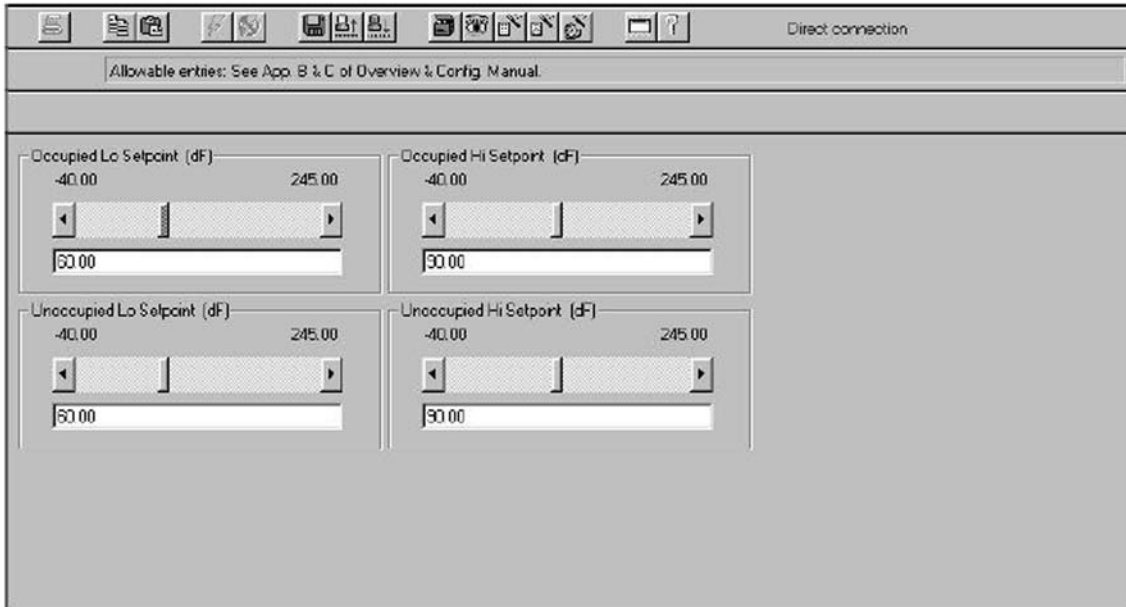 Direct connection
Allowable entries: See App. B & C of Overview & Config. Manual.
Occupied Lo Setpoint (dF)
-40.00 245.00
60.00
Occupied Hi Setpoint (dF)
-40.00 245.00
90.00
Unoccupied Lo Setpoint (dF)
-40.00 245.00
60.00
Unoccupied Hi Setpoint (dF)
-40.00 245.00
90.00